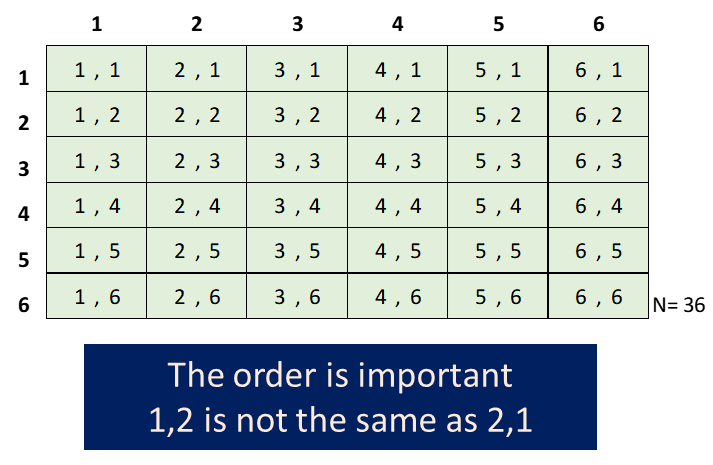 1 2 3 4 5 6
1 1 , 1 2 , 1 3 , 1 4 , 1 5 , 1 6 , 1
2 1 , 2 2 , 2 3 , 2 4 , 2 5 , 2 6 , 2
3 1 , 3 2 , 3 3 , 3 4 , 3 5 , 3 6 , 3
4 1 , 4 2 , 4 3 , 4 4 , 4 5 , 4 6 , 4
5 1 , 5 2 , 5 3 , 5 4 , 5 5 , 5 6 , 5
6 1 , 6 2 , 6 3 , 6 4 , 6 5 , 6 6 , 6 N= 36
The order is important
1,2 is not the same as 2,1